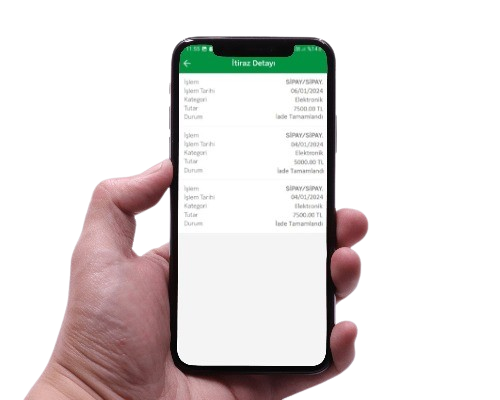 11:55
İtiraz Detayı
İşlem SİPAY/SİPAY.
İşlem Tarihi 06/01/2024
Kategori Elektronik
Tutar 7500.00 TL
Durum İade Tamamlandı
İşlem SİPAY/SİPAY.
İşlem Tarihi 04/01/2024
Kategori Elektronik
Tutar 5000.00 TL
Durum İade Tamamlandı
İşlem SİPAY/SİPAY.
İşlem Tarihi 04/01/2024
Kategori Elektronik
Tutar 7500.00 TL
Durum İade Tamamlandı